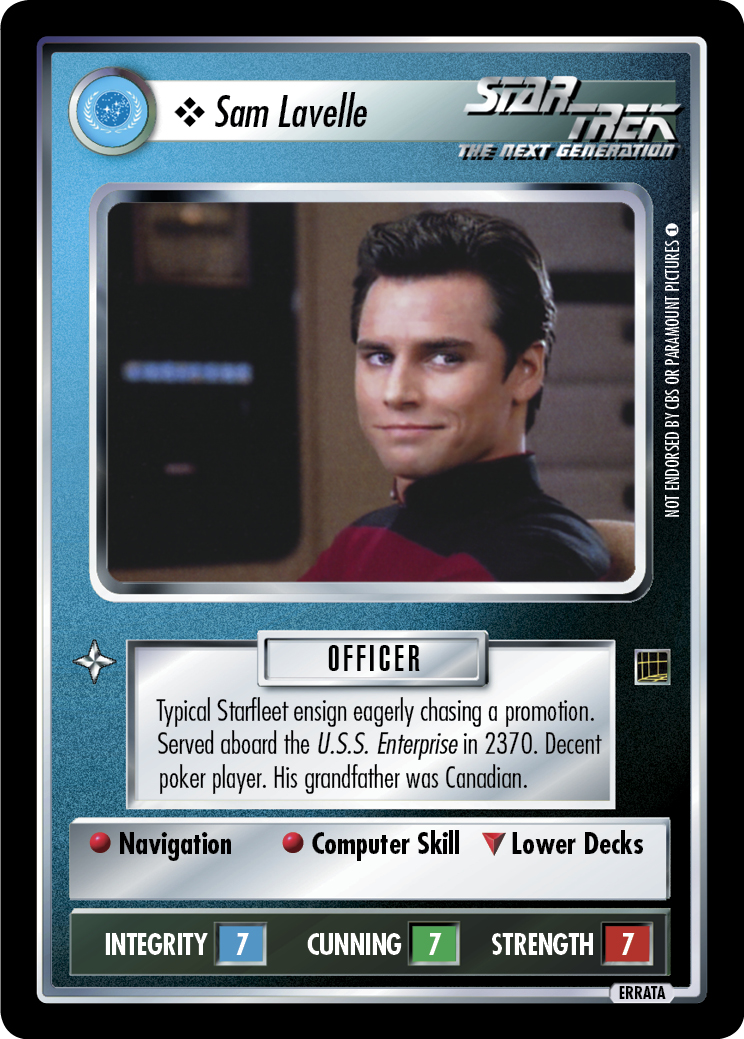 ❖ Sam Lavelle
STAR TREK
THE NEXT GENERATION
NOT ENDORSED BY CBS OR PARAMOUNT PICTURES 1
OFFICER
Typical Starfleet ensign eagerly chasing a promotion.
Served aboard the U.S.S. Enterprise in 2370. Decent
poker player. His grandfather was Canadian.
Navigation Computer Skill Lower Decks
INTEGRITY 7 CUNNING 7 STRENGTH 7
ERRATA